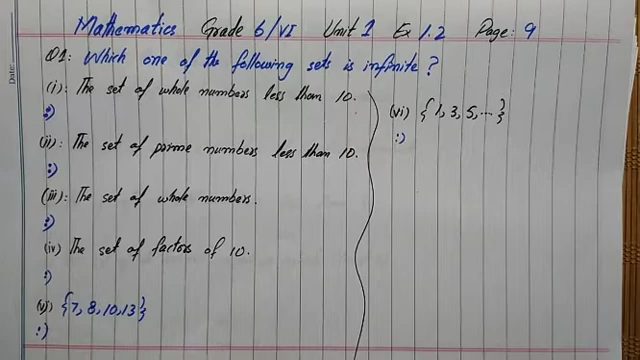 Date:
Mathematics Grade 6/VI Unit 1 Ex 1.2 Page: 9
Q1: Which one of the following sets is infinite?
(i): The set of whole numbers less than 10.
:)
(ii): The set of prime numbers less than 10.
:)
(iii): The set of whole numbers.
:)
(iv) The set of factors of 10.
:)
(v) {7, 8, 10, 13}
:)
(vi) {1, 3, 5, ...}
:)